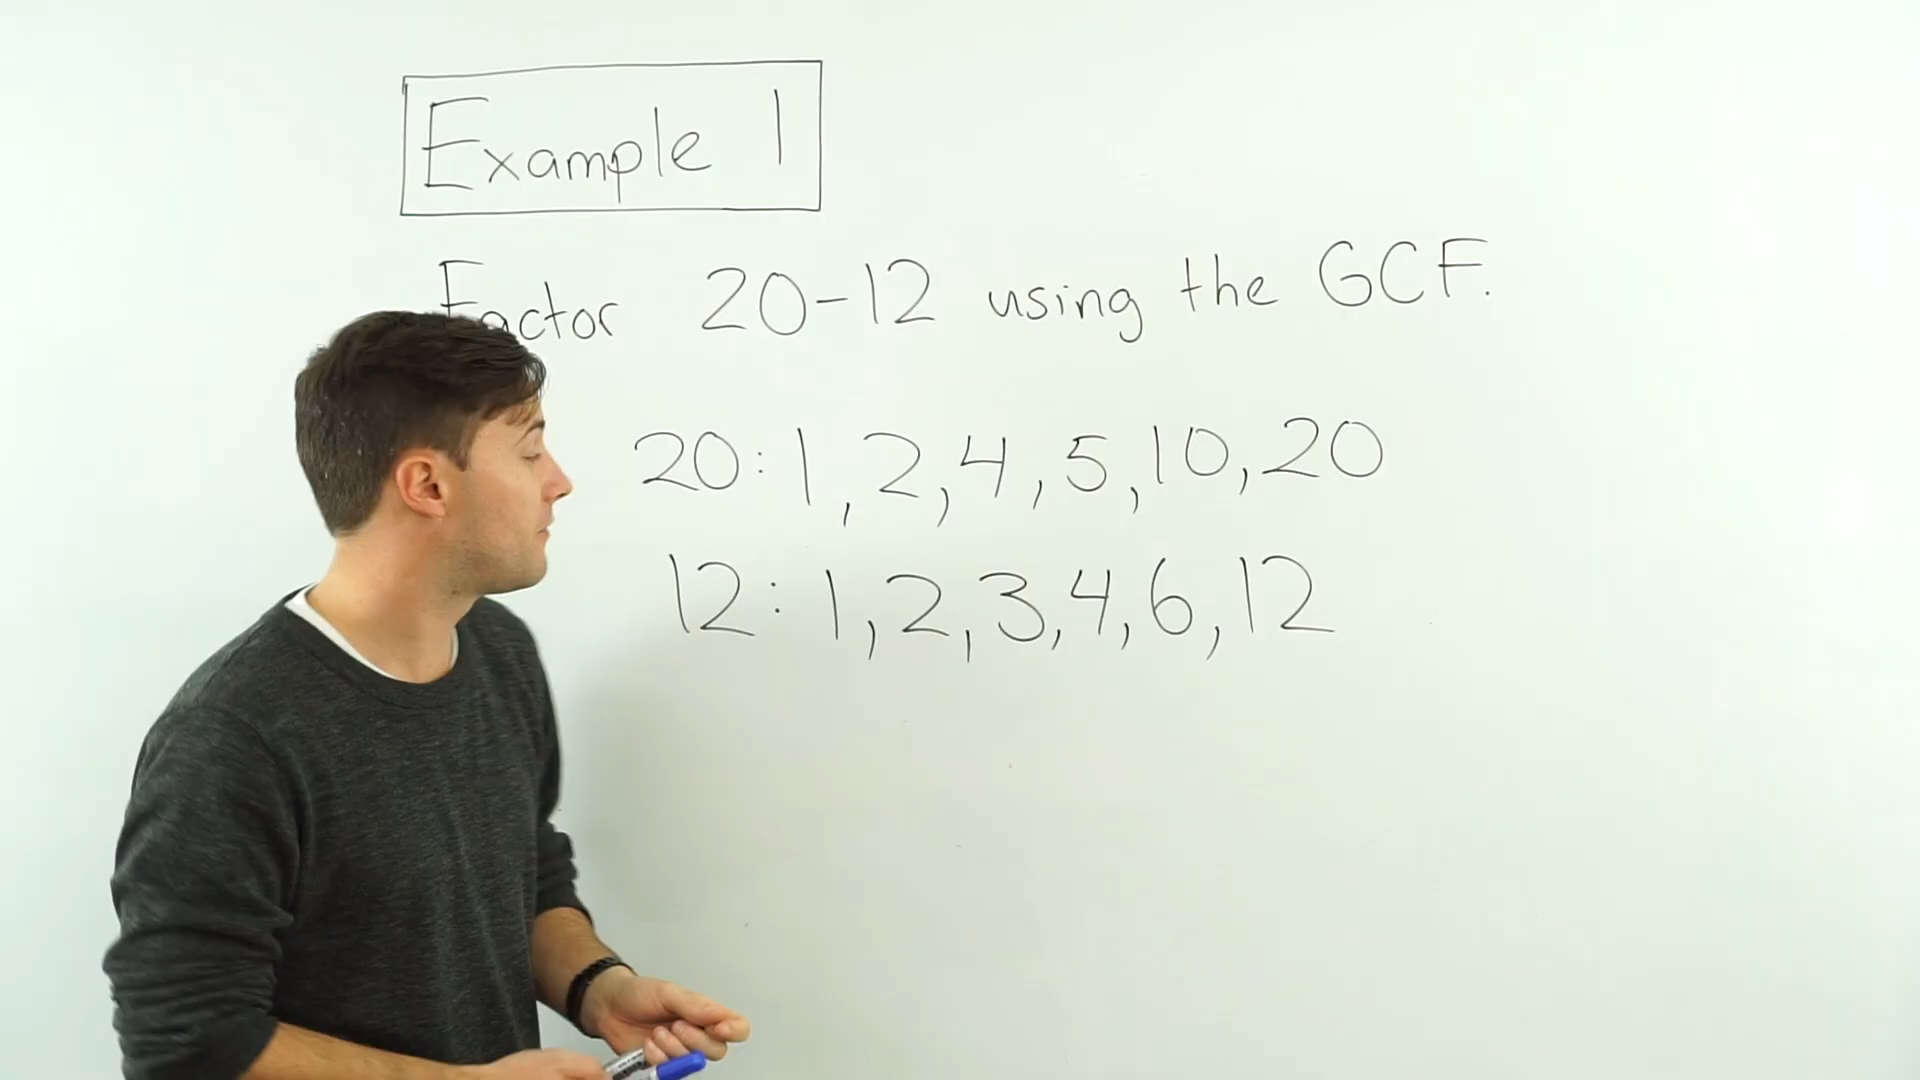 Example 1
Factor 20-12 using the GCF.
20: 1, 2, 4, 5, 10, 20
12: 1, 2, 3, 4, 6, 12